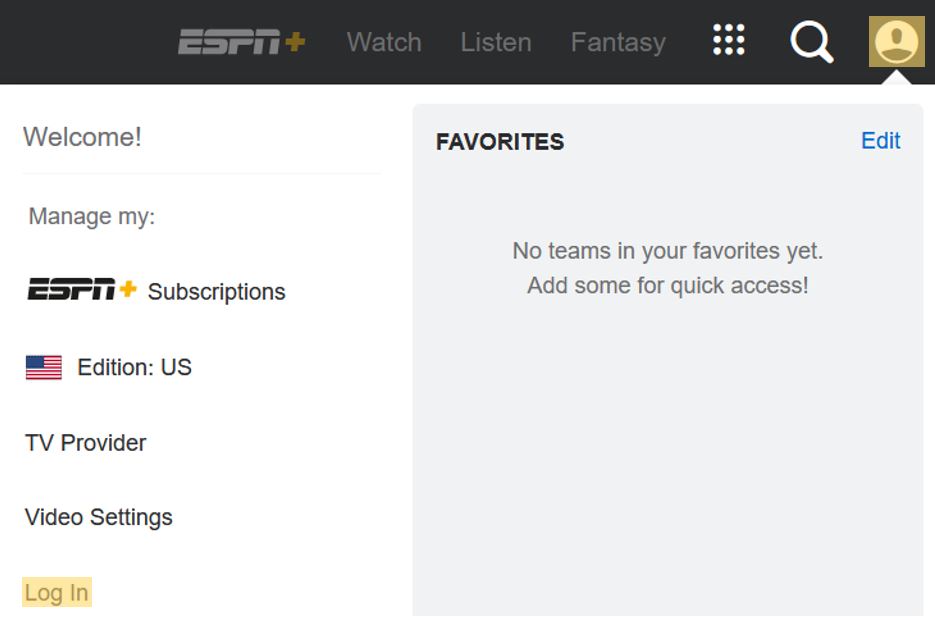 ESPN+ Watch Listen Fantasy
Welcome!
Manage my:
ESPN+ Subscriptions
Edition: US
TV Provider
Video Settings
Log In
FAVORITES Edit
No teams in your favorites yet.
Add some for quick access!